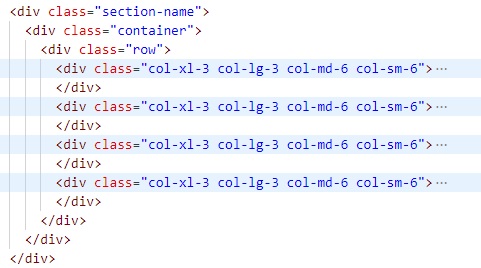 <div class="section-name">
<div class="container">
<div class="row">
<div class="col-xl-3 col-lg-3 col-md-6 col-sm-6">···
</div>
<div class="col-xl-3 col-lg-3 col-md-6 col-sm-6">···
</div>
<div class="col-xl-3 col-lg-3 col-md-6 col-sm-6">···
</div>
<div class="col-xl-3 col-lg-3 col-md-6 col-sm-6">···
</div>
</div>
</div>
</div>